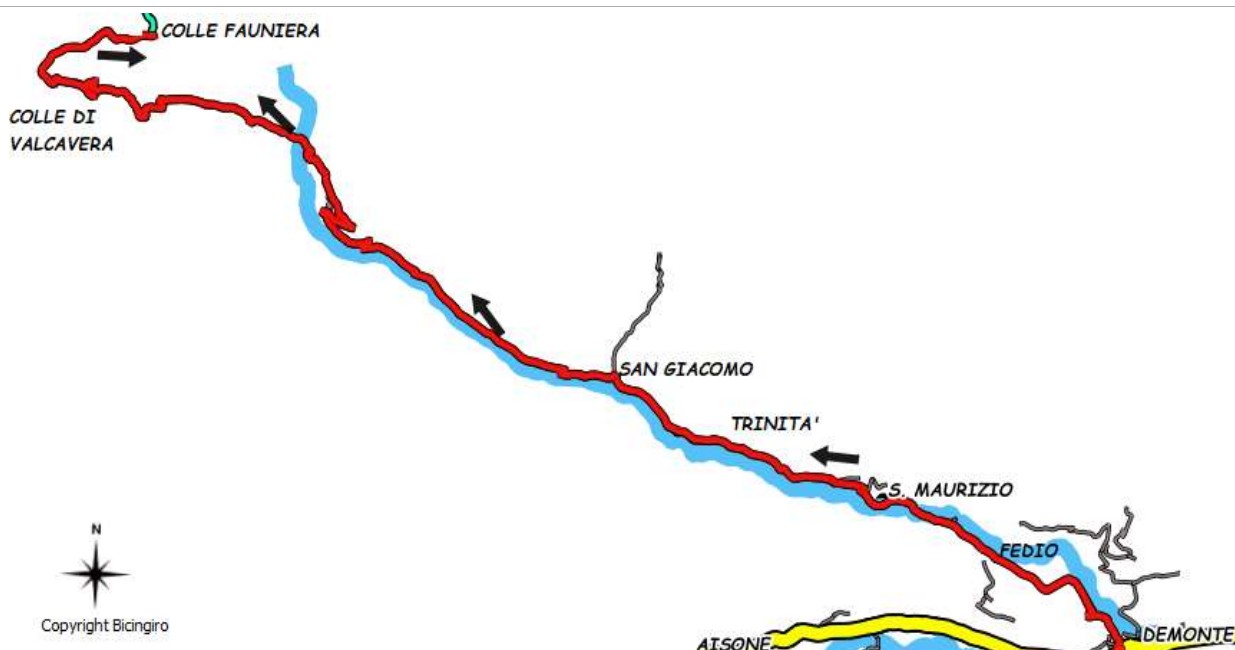 COLLE FAUNIERA
COLLE DI
VALCAVERA
SAN GIACOMO
TRINITA'
S. MAURIZIO
FEDIO
N
Copyright Bicingiro
DEMONTE
AISONE